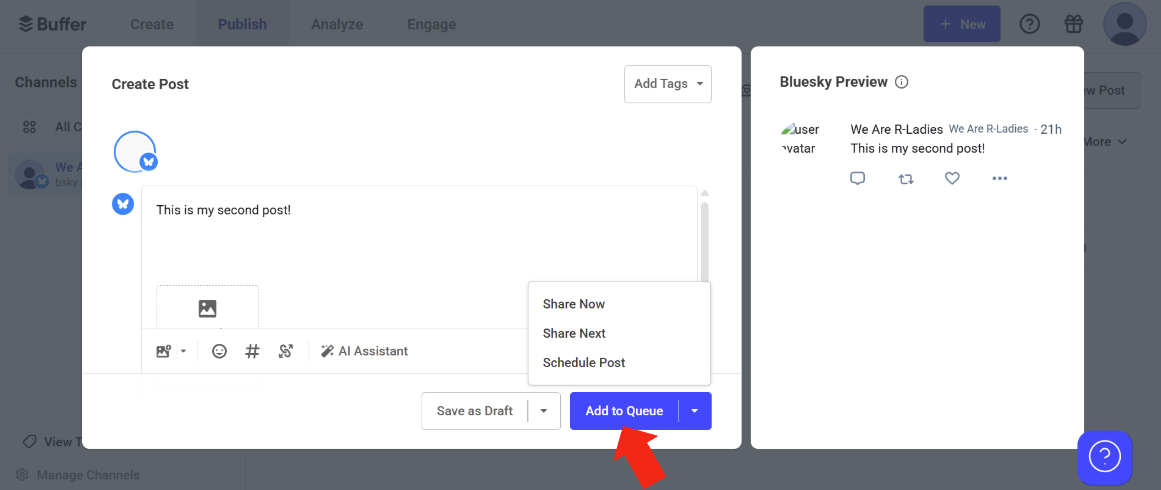 Buffer
Create
Publish
Analyze
Engage
+ New
Channels
All C
We A
bsky.
View T
Manage Channels
ew Post
More
Create Post
Add Tags
This is my second post!
AI Assistant
Share Now
Share Next
Schedule Post
Save as Draft
Add to Queue
Bluesky Preview
user
avatar
We Are R-Ladies We Are R-Ladies · 21h
This is my second post!